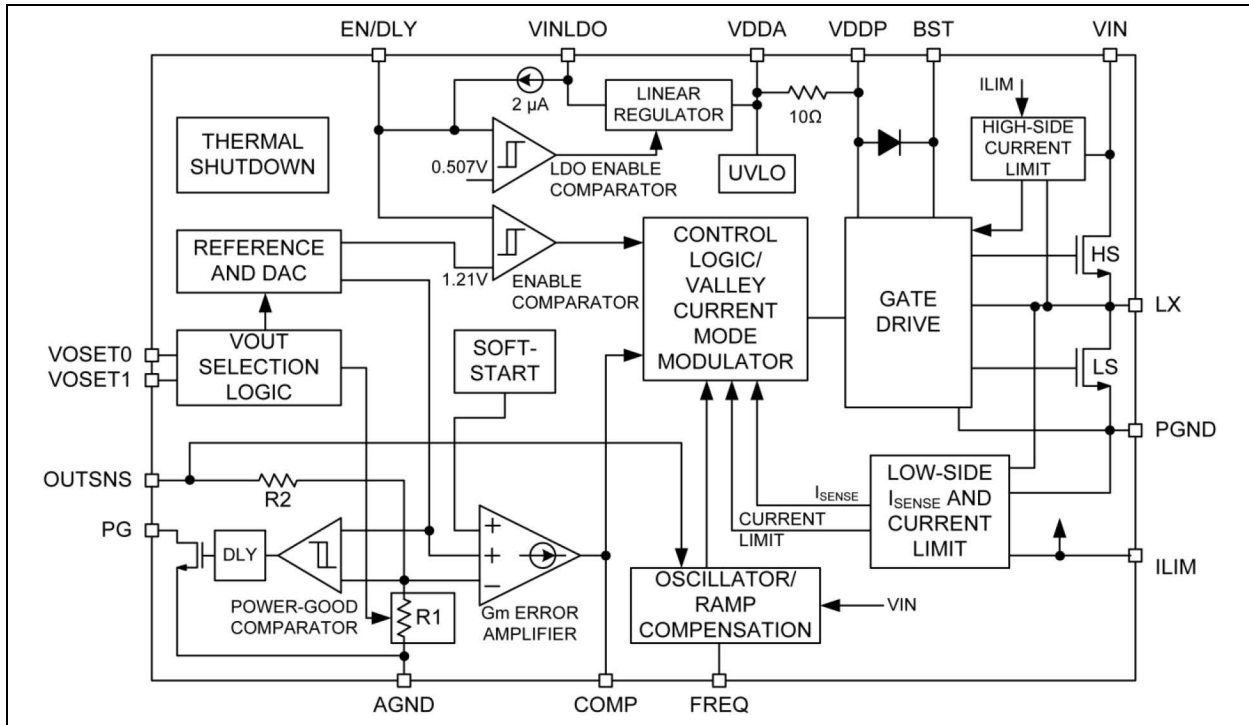 EN/DLY
VINLDO
VDDA
VDDP
BST
VIN
ILIM
2 µA
LINEAR
REGULATOR
10Ω
HIGH-SIDE
CURRENT
LIMIT
THERMAL
SHUTDOWN
0.507V
LDO ENABLE
COMPARATOR
UVLO
REFERENCE
AND DAC
1.21V
ENABLE
COMPARATOR
CONTROL
LOGIC/
VALLEY
CURRENT
MODE
MODULATOR
GATE
DRIVE
HS
LX
LS
VOSET0
VOSET1
VOUT
SELECTION
LOGIC
SOFT-
START
PGND
OUTSNS
R2
ISENSE
CURRENT
LIMIT
LOW-SIDE
ISENSE AND
CURRENT
LIMIT
ILIM
PG
DLY
POWER-GOOD
COMPARATOR
R1
+
+
−
Gm ERROR
AMPLIFIER
OSCILLATOR/
RAMP
COMPENSATION
VIN
AGND
COMP
FREQ